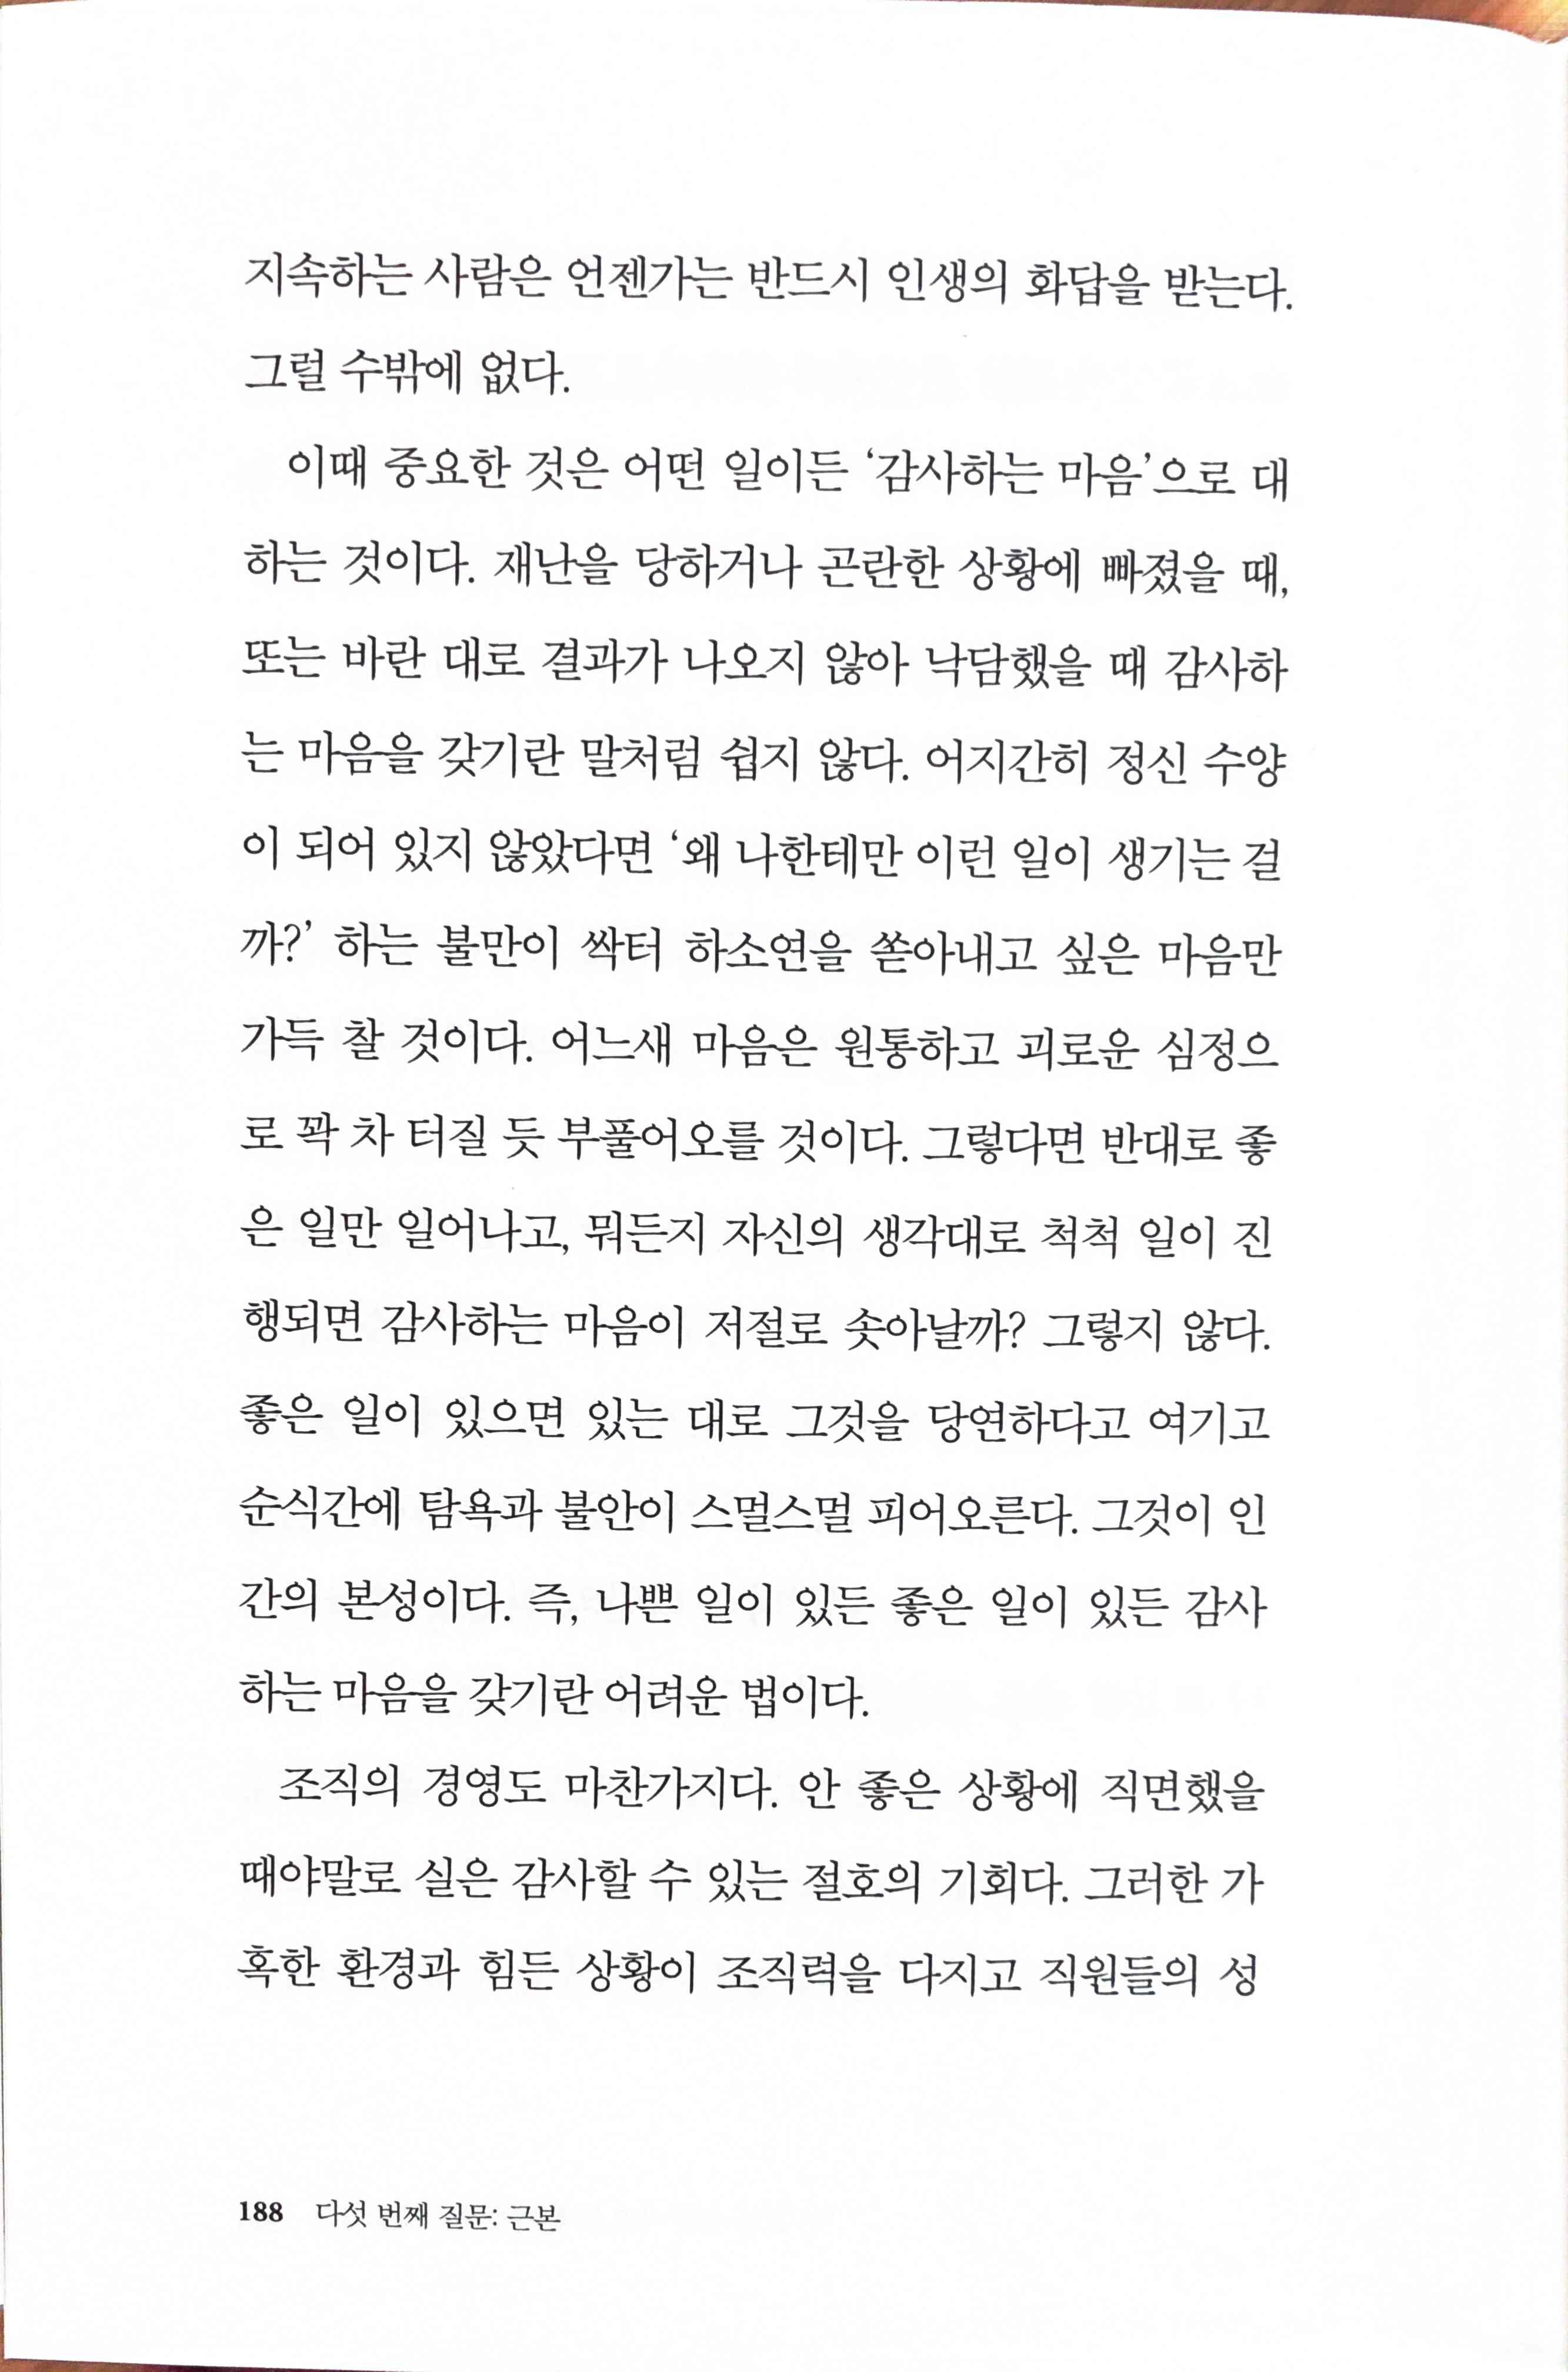 지속하는 사람은 언젠가는 반드시 인생의 화답을 받는다.
그럴 수밖에 없다.
이때 중요한 것은 어떤 일이든 ‘감사하는 마음’으로 대
하는 것이다. 재난을 당하거나 곤란한 상황에 빠졌을 때,
또는 바란 대로 결과가 나오지 않아 낙담했을 때 감사하
는 마음을 갖기란 말처럼 쉽지 않다. 어지간히 정신 수양
이 되어 있지 않았다면 ‘왜 나한테만 이런 일이 생기는 걸
까?’ 하는 불만이 싹터 하소연을 쏟아내고 싶은 마음만
가득 찰 것이다. 어느새 마음은 원통하고 괴로운 심정으
로 꽉 차 터질 듯 부풀어오를 것이다. 그렇다면 반대로 좋
은 일만 일어나고, 뭐든지 자신의 생각대로 척척 일이 진
행되면 감사하는 마음이 저절로 솟아날까? 그렇지 않다.
좋은 일이 있으면 있는 대로 그것을 당연하다고 여기고
순식간에 탐욕과 불안이 스멀스멀 피어오른다. 그것이 인
간의 본성이다. 즉, 나쁜 일이 있든 좋은 일이 있든 감사
하는 마음을 갖기란 어려운 법이다.
조직의 경영도 마찬가지다. 안 좋은 상황에 직면했을
때야말로 실은 감사할 수 있는 절호의 기회다. 그러한 가
혹한 환경과 힘든 상황이 조직력을 다지고 직원들의 성
188 다섯 번째 질문: 근본